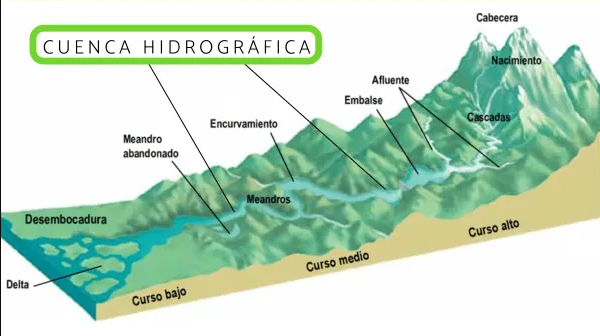 CUENCA HIDROGRÁFICA
Cabecera
Nacimiento
Afluente
Embalse
Cascadas
Encurvamiento
Meandro
abandonado
Meandros
Desembocadura
Delta
Curso bajo
Curso medio
Curso alto